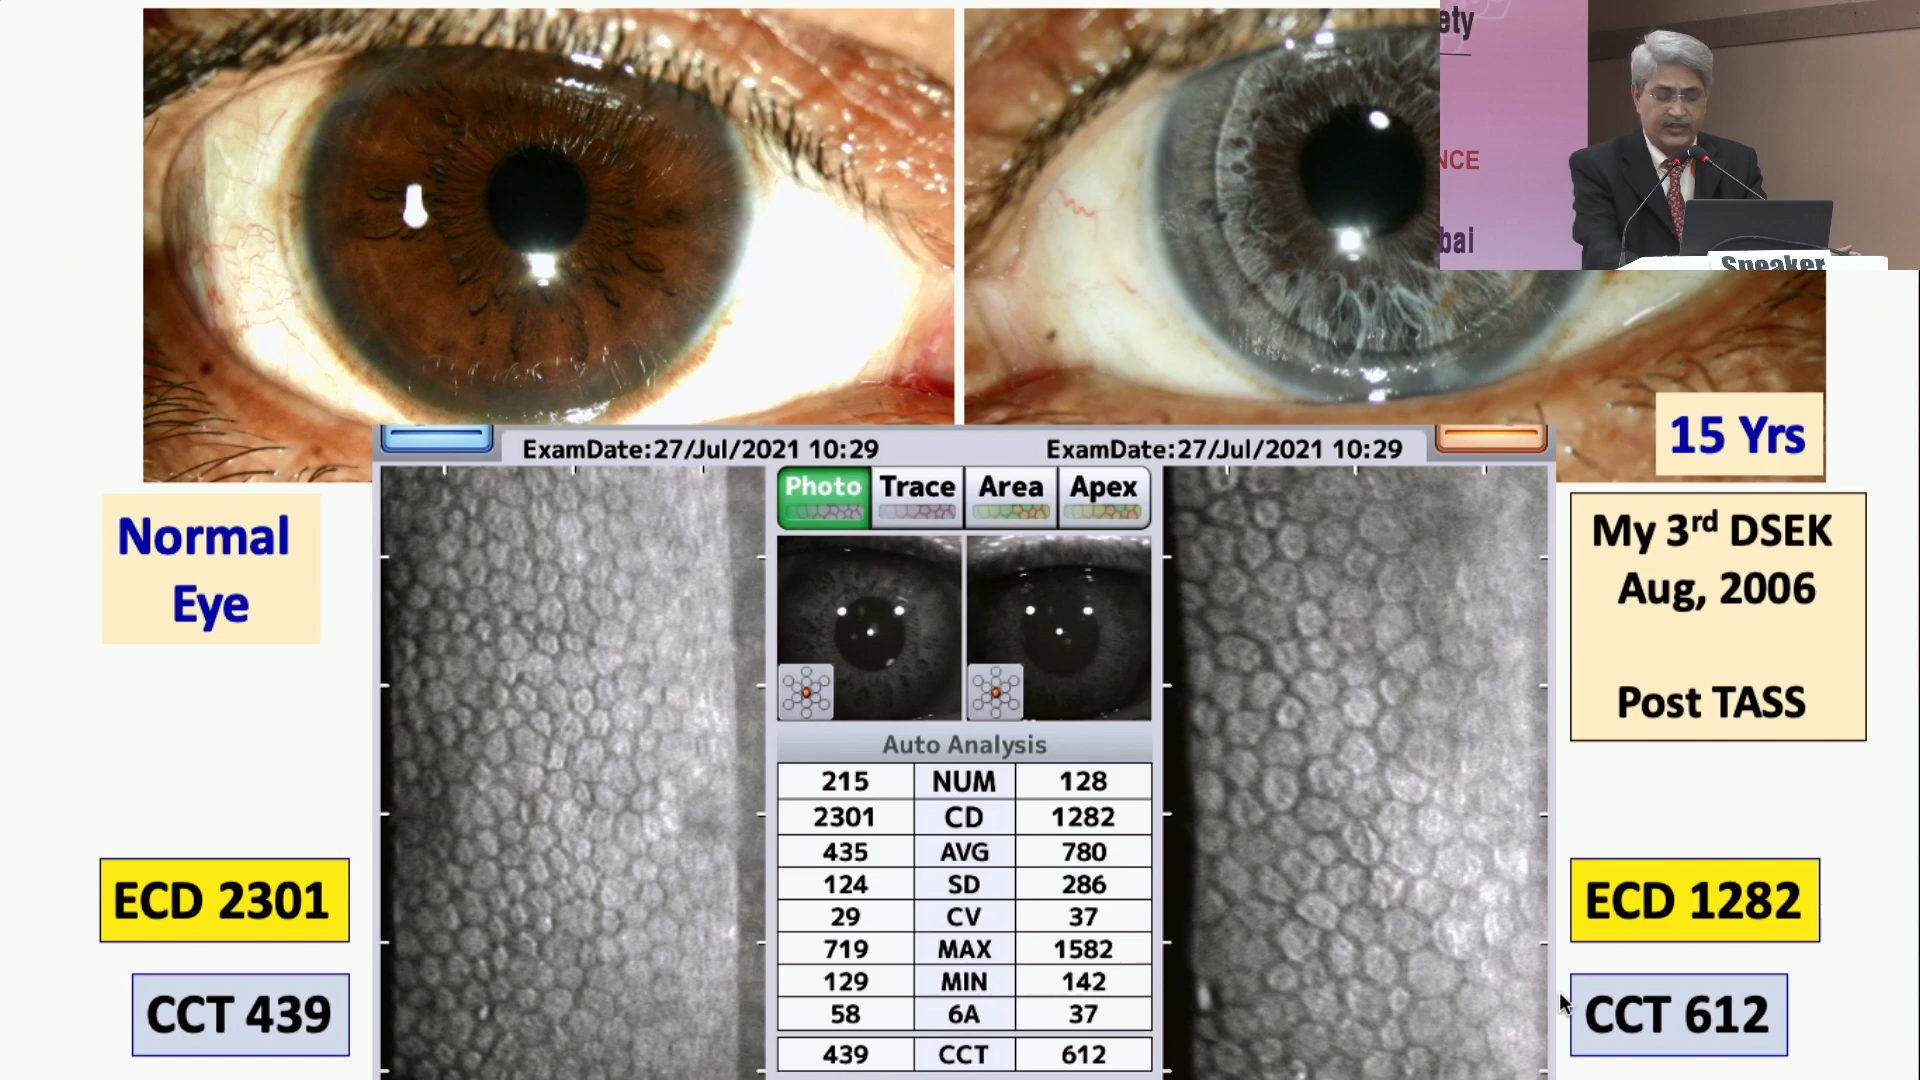 ety
NCE
bai
Speaker
15 Yrs
ExamDate:27/Jul/2021 10:29
ExamDate:27/Jul/2021 10:29
Photo Trace Area Apex
Normal
Eye
My 3rd DSEK
Aug, 2006
Post TASS
Auto Analysis
215 NUM 128
2301 CD 1282
435 AVG 780
124 SD 286
29 CV 37
719 MAX 1582
129 MIN 142
58 6A 37
439 CCT 612
ECD 2301
ECD 1282
CCT 439
CCT 612